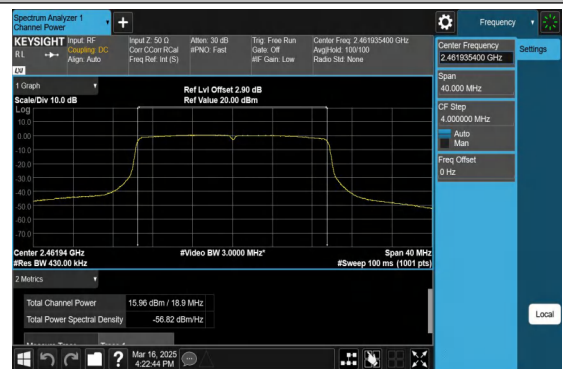 Spectrum Analyzer 1
Channel Power
+
Frequency
KEYSIGHT
RL
Input: RF
Coupling: DC
Align: Auto
Input Z: 50 Ω
Corr CCorr RCal
Freq Ref: Int (S)
Atten: 30 dB
#PNO: Fast
Trig: Free Run
Gate: Off
#IF Gain: Low
Center Freq: 2.461935400 GHz
Avg|Hold: 100/100
Radio Std: None
LXI
Center Frequency
2.461935400 GHz
Settings
Span
40.000 MHz
CF Step
4.000000 MHz
Auto
Man
Freq Offset
0 Hz
Local
1 Graph
Scale/Div 10.0 dB
Ref Lvl Offset 2.90 dB
Ref Value 20.00 dBm
Log
10.0
0.00
-10.0
-20.0
-30.0
-40.0
-50.0
-60.0
-70.0
Center 2.46194 GHz
#Res BW 430.00 kHz
#Video BW 3.0000 MHz*
Span 40 MHz
#Sweep 100 ms (1001 pts)
2 Metrics
Total Channel Power 15.96 dBm / 18.9 MHz
Total Power Spectral Density -56.82 dBm/Hz
?
Mar 16, 2025
4:22:44 PM